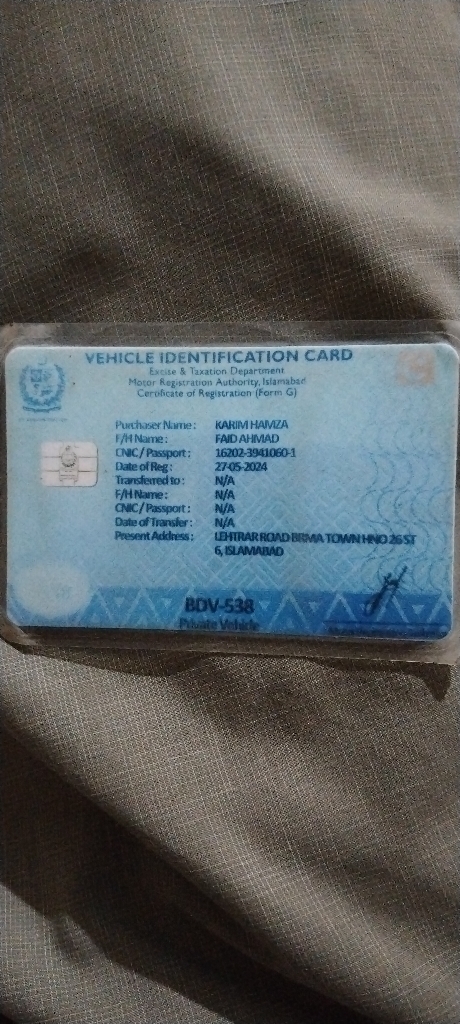 VEHICLE IDENTIFICATION CARD
Excise & Taxation Department
Motor Registration Authority, Islamabad
Certificate of Registration (Form G)
Purchaser Name : KARIM HAMZA
F/H Name : FAID AHMAD
CNIC / Passport : 16202-3941060-1
Date of Reg : 27-05-2024
Transferred to : N/A
F/H Name : N/A
CNIC / Passport : N/A
Date of Transfer : N/A
Present Address : LEHTRAR ROAD BRMA TOWN HNO 26 ST
6, ISLAMABAD
BDV-538
Private Vehicle